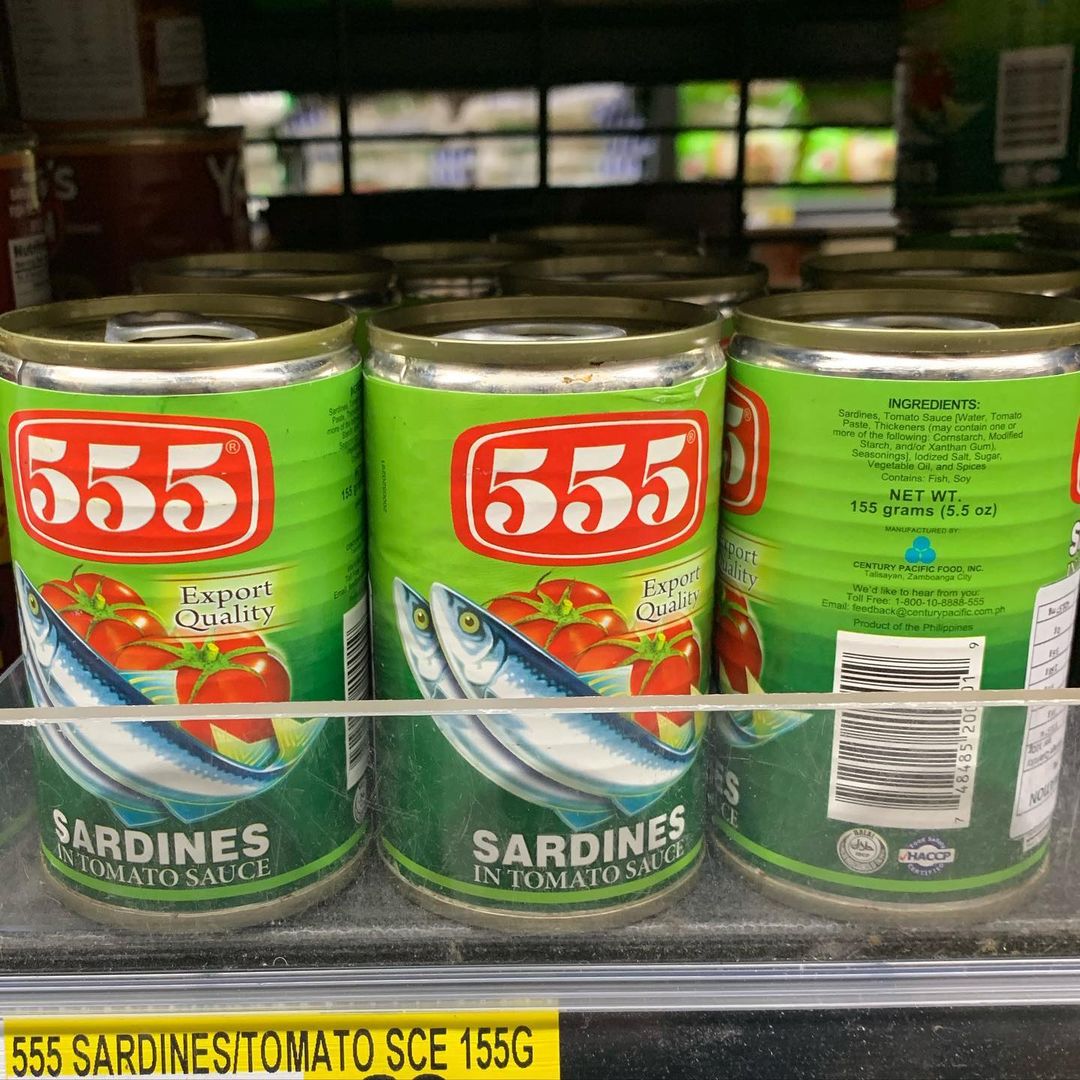 555®
Export
Quality
SARDINES
IN TOMATO SAUCE
155
555®
Export
Quality
SARDINES
IN TOMATO SAUCE
INGREDIENTS:
Sardines, Tomato Sauce [Water, Tomato
Paste, Thickeners (may contain one or
more of the following: Cornstarch, Modified
Starch, and/or Xanthan Gum),
Seasonings], Iodized Salt, Sugar,
Vegetable Oil, and Spices
Contains: Fish, Soy
NET WT.
155 grams (5.5 oz)
MANUFACTURED BY:
CENTURY PACIFIC FOOD, INC.
Talisayan, Zamboanga City
We'd like to hear from you:
Toll Free: 1-800-10-8888-555
Email: feedback@centurypacific.com.ph
Product of the Philippines
HALAL
HACCP
CERTIFIED
555 SARDINES/TOMATO SCE 155G